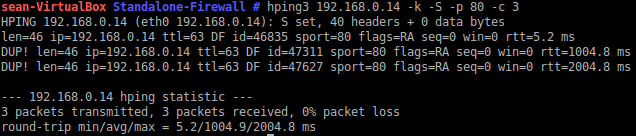 sean-VirtualBox Standalone-Firewall # hping3 192.168.0.14 -k -S -p 80 -c 3
HPING 192.168.0.14 (eth0 192.168.0.14): S set, 40 headers + 0 data bytes
len=46 ip=192.168.0.14 ttl=63 DF id=46835 sport=80 flags=RA seq=0 win=0 rtt=5.2 ms
DUP! len=46 ip=192.168.0.14 ttl=63 DF id=47311 sport=80 flags=RA seq=0 win=0 rtt=1004.8 ms
DUP! len=46 ip=192.168.0.14 ttl=63 DF id=47627 sport=80 flags=RA seq=0 win=0 rtt=2004.8 ms
--- 192.168.0.14 hping statistic ---
3 packets transmitted, 3 packets received, 0% packet loss
round-trip min/avg/max = 5.2/1004.9/2004.8 ms